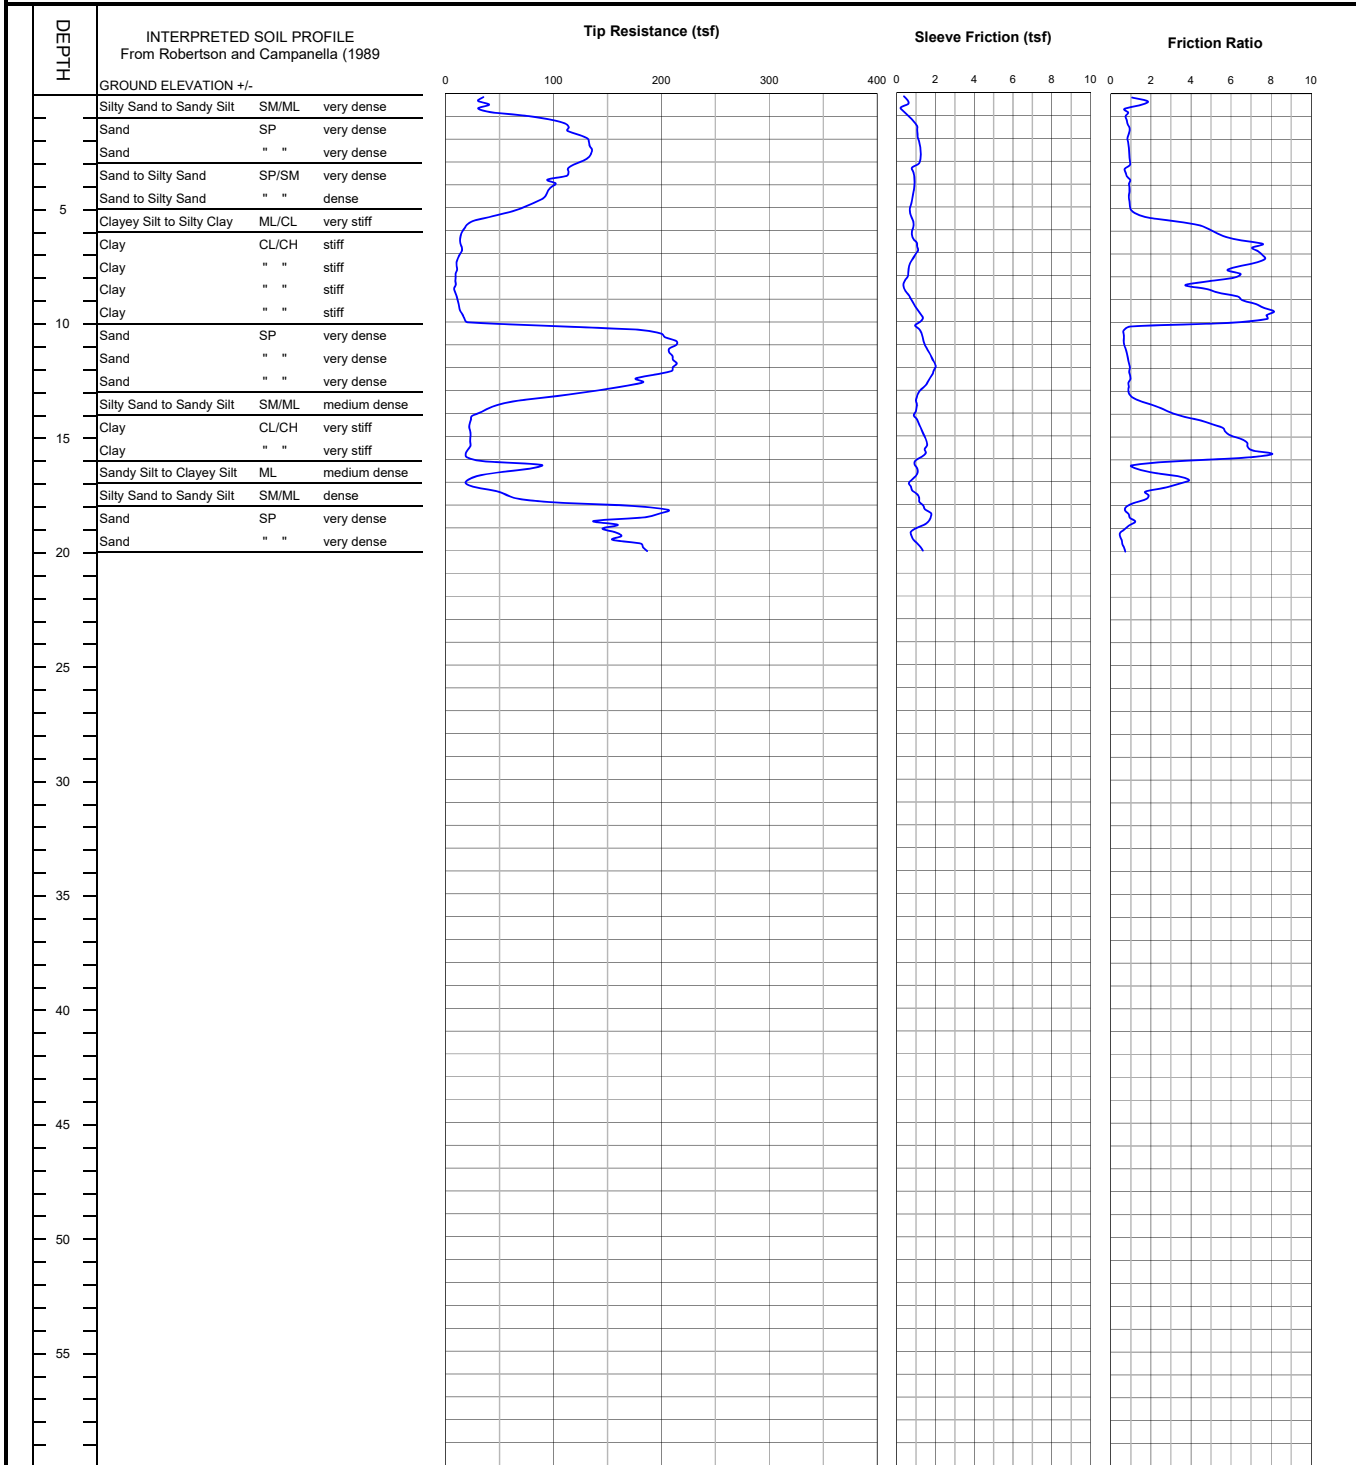 DEPTH
INTERPRETED SOIL PROFILE
From Robertson and Campanella (1989
GROUND ELEVATION +/-
Tip Resistance (tsf)
Sleeve Friction (tsf)
Friction Ratio
0 100 200 300 400
0 2 4 6 8 10
0 2 4 6 8 10
Silty Sand to Sandy Silt SM/ML very dense
Sand SP very dense
Sand " " very dense
Sand to Silty Sand SP/SM very dense
Sand to Silty Sand " " dense
5
Clayey Silt to Silty Clay ML/CL very stiff
Clay CL/CH stiff
Clay " " stiff
Clay " " stiff
Clay " " stiff
10
Sand SP very dense
Sand " " very dense
Sand " " very dense
Silty Sand to Sandy Silt SM/ML medium dense
Clay CL/CH very stiff
15
Clay " " very stiff
Sandy Silt to Clayey Silt ML medium dense
Silty Sand to Sandy Silt SM/ML dense
Sand SP very dense
Sand " " very dense
20
25
30
35
40
45
50
55